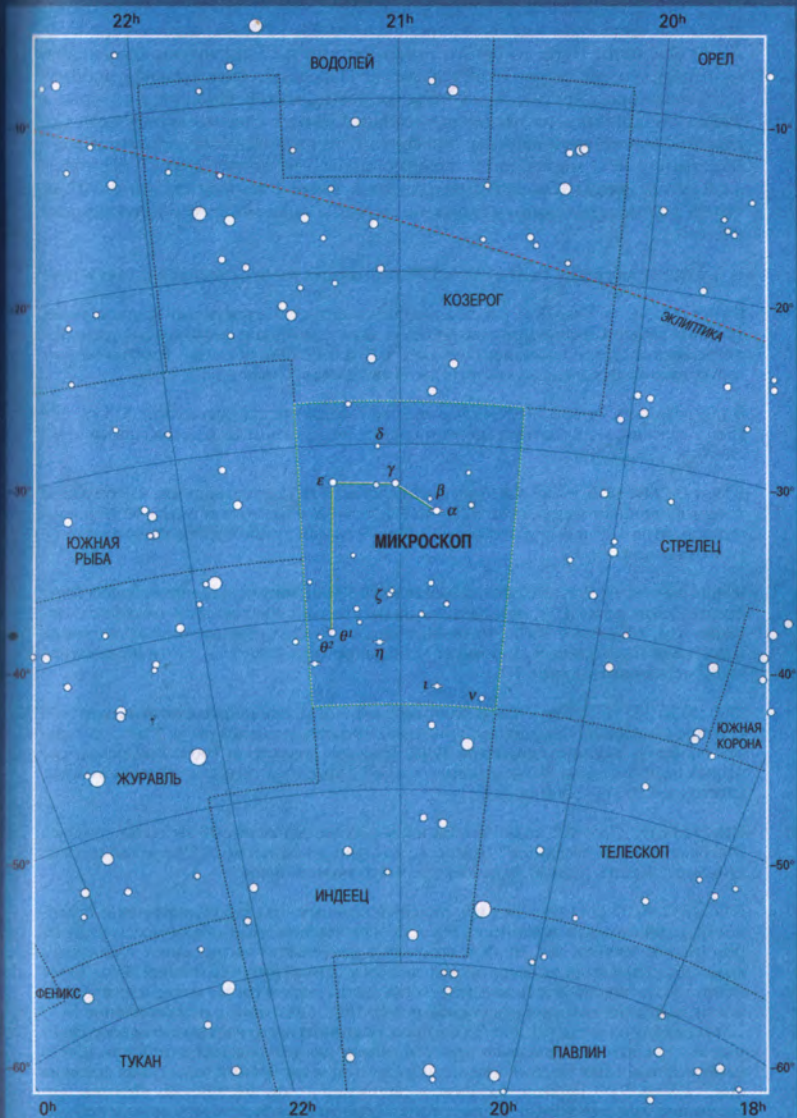 22h
21h
20h
ВОДОЛЕЙ
ОРЕЛ
-10°
-10°
КОЗЕРОГ
-20°
-20°
ЭКЛИПТИКА
δ
ε
γ
-30°
β
-30°
α
МИКРОСКОП
ЮЖНАЯ
РЫБА
СТРЕЛЕЦ
ζ
θ2 θ1
η
-40°
-40°
ι
ν
ЮЖНАЯ
КОРОНА
ЖУРАВЛЬ
-50°
ТЕЛЕСКОП
-50°
ИНДЕЕЦ
ФЕНИКС
ТУКАН
ПАВЛИН
-60°
-60°
0h
22h
20h
18h